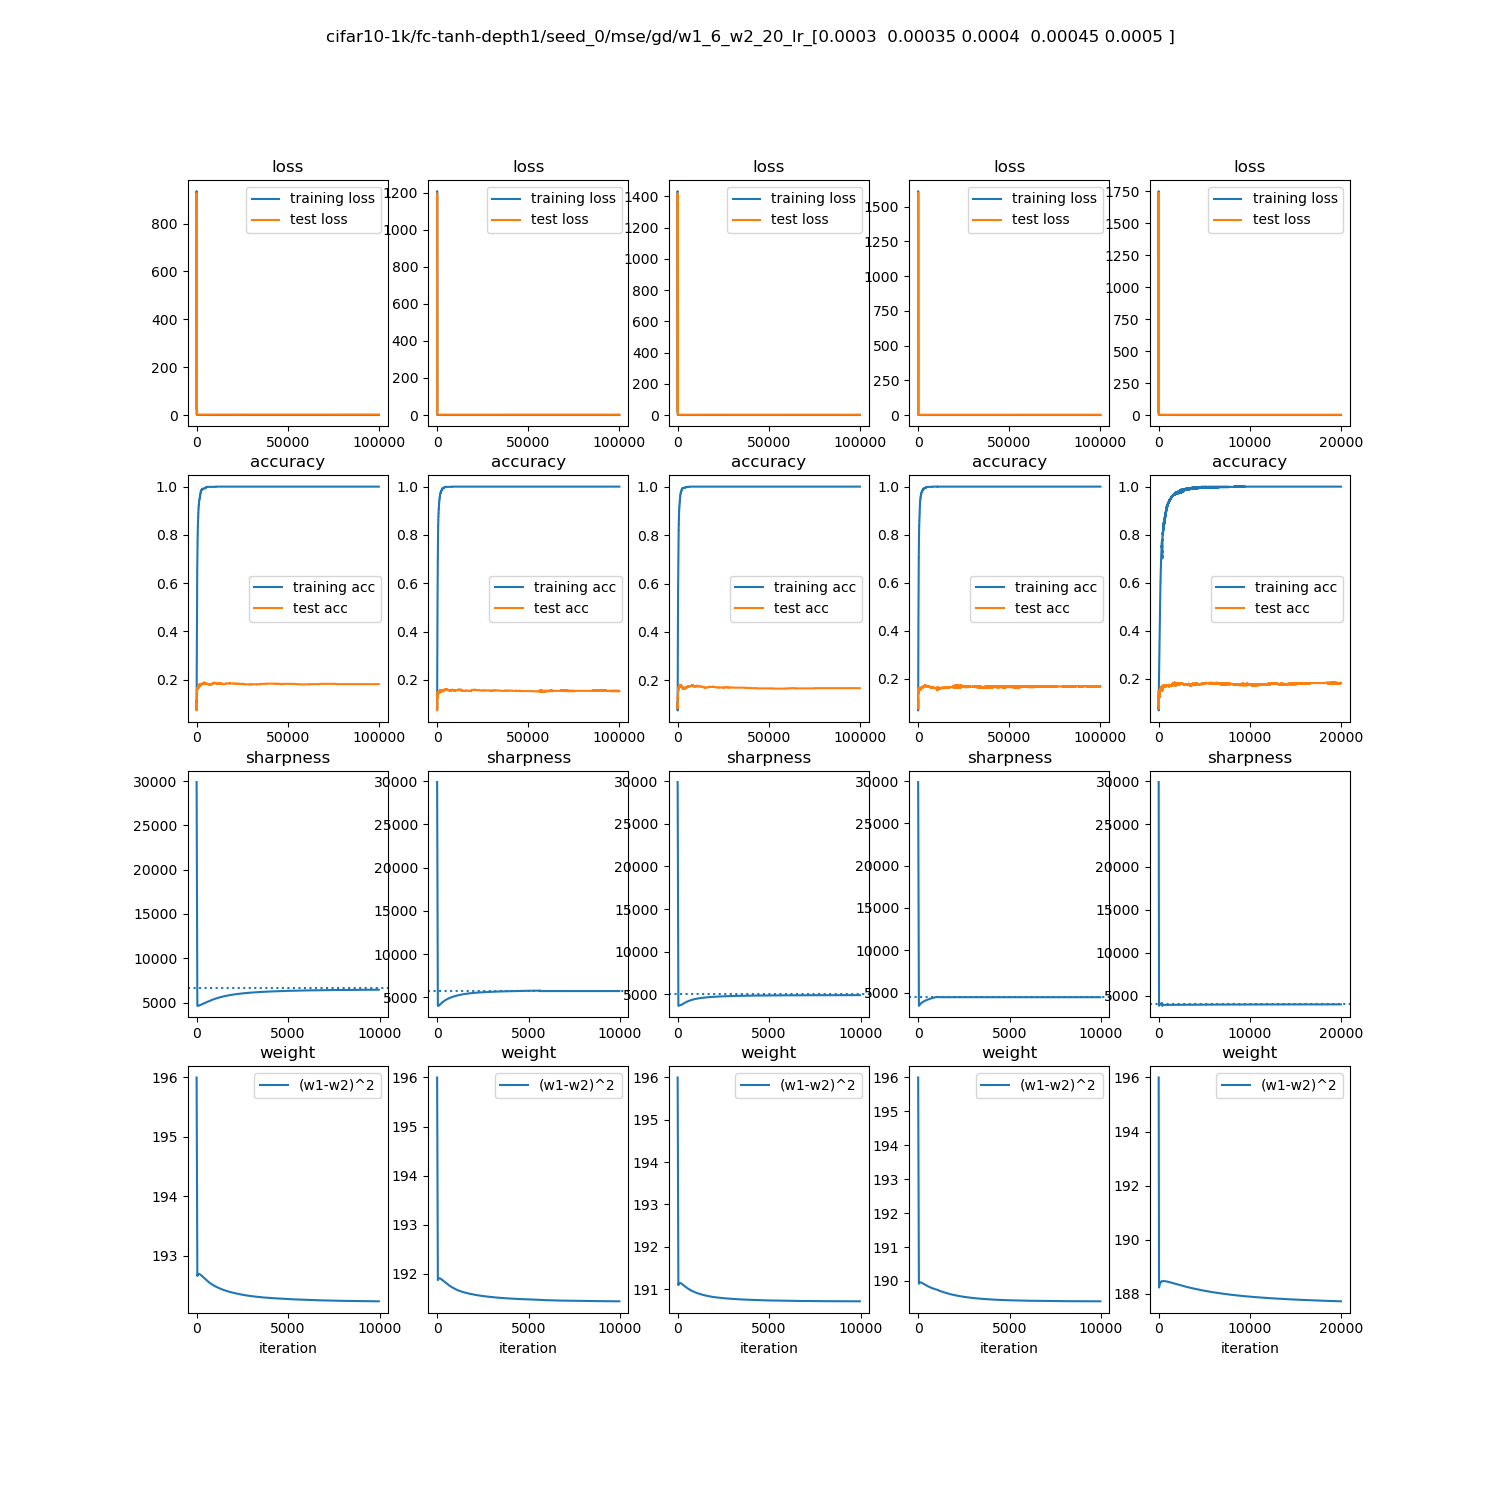 cifar10-1k/fc-tanh-depth1/seed_0/mse/gd/w1_6_w2_20_lr_[0.0003  0.00035 0.0004  0.00045 0.0005 ]
loss loss loss loss loss
training loss training loss training loss training loss training loss
test loss test loss test loss test loss test loss
800 600 400 200 0
1200 1000 800 600 400 200 0
1400 1200 1000 800 600 400 200 0
1500 1250 1000 750 500 250 0
1750 1500 1250 1000 750 500 250 0
0 50000 100000 0 50000 100000 0 50000 100000 0 50000 100000 0 10000 20000
accuracy accuracy accuracy accuracy accuracy
training acc training acc training acc training acc training acc
test acc test acc test acc test acc test acc
1.0 0.8 0.6 0.4 0.2
1.0 0.8 0.6 0.4 0.2
1.0 0.8 0.6 0.4 0.2
1.0 0.8 0.6 0.4 0.2
1.0 0.8 0.6 0.4 0.2
0 50000 100000 0 50000 100000 0 50000 100000 0 50000 100000 0 10000 20000
sharpness sharpness sharpness sharpness sharpness
30000 25000 20000 15000 10000 5000
30000 25000 20000 15000 10000 5000
30000 25000 20000 15000 10000 5000
30000 25000 20000 15000 10000 5000
30000 25000 20000 15000 10000 5000
0 5000 10000 0 5000 10000 0 5000 10000 0 5000 10000 0 10000 20000
weight weight weight weight weight
(w1-w2)^2 (w1-w2)^2 (w1-w2)^2 (w1-w2)^2 (w1-w2)^2
196 195 194 193
196 195 194 193 192
196 195 194 193 192 191
196 195 194 193 192 191 190
196 194 192 190 188
0 5000 10000 0 5000 10000 0 5000 10000 0 5000 10000 0 10000 20000
iteration iteration iteration iteration iteration